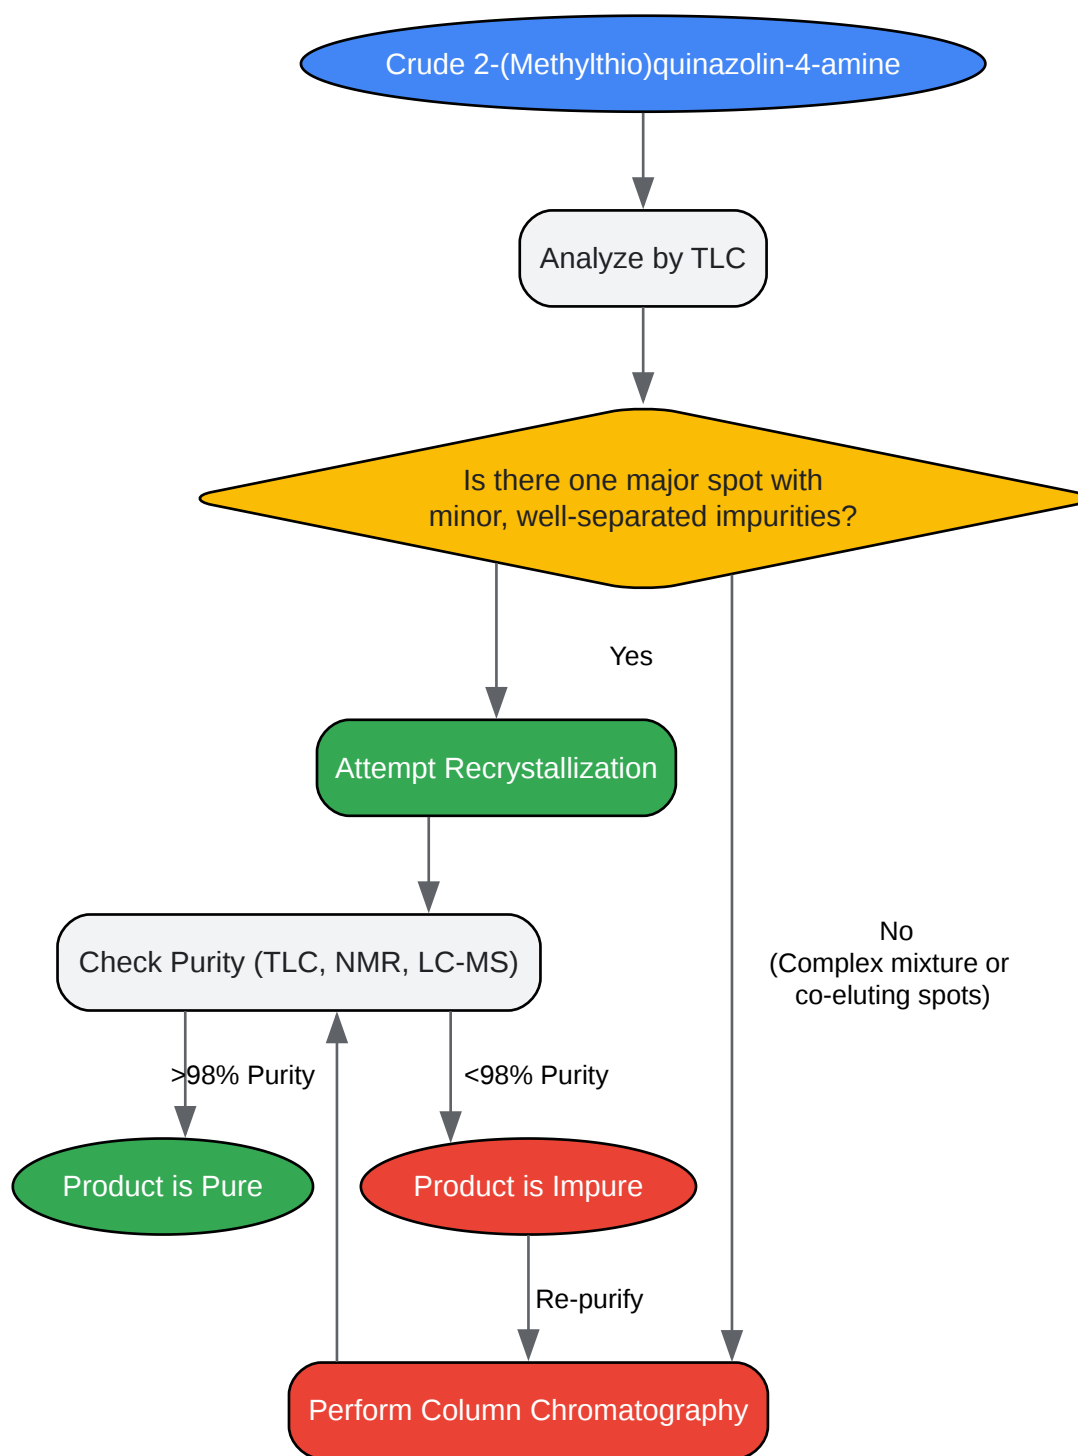 Crude 2-(Methylthio)quinazolin-4-amine
Analyze by TLC
Is there one major spot with
minor, well-separated impurities?
Yes
Attempt Recrystallization
No
(Complex mixture or
co-eluting spots)
Check Purity (TLC, NMR, LC-MS)
>98% Purity
<98% Purity
Product is Pure
Product is Impure
Re-purify
Perform Column Chromatography